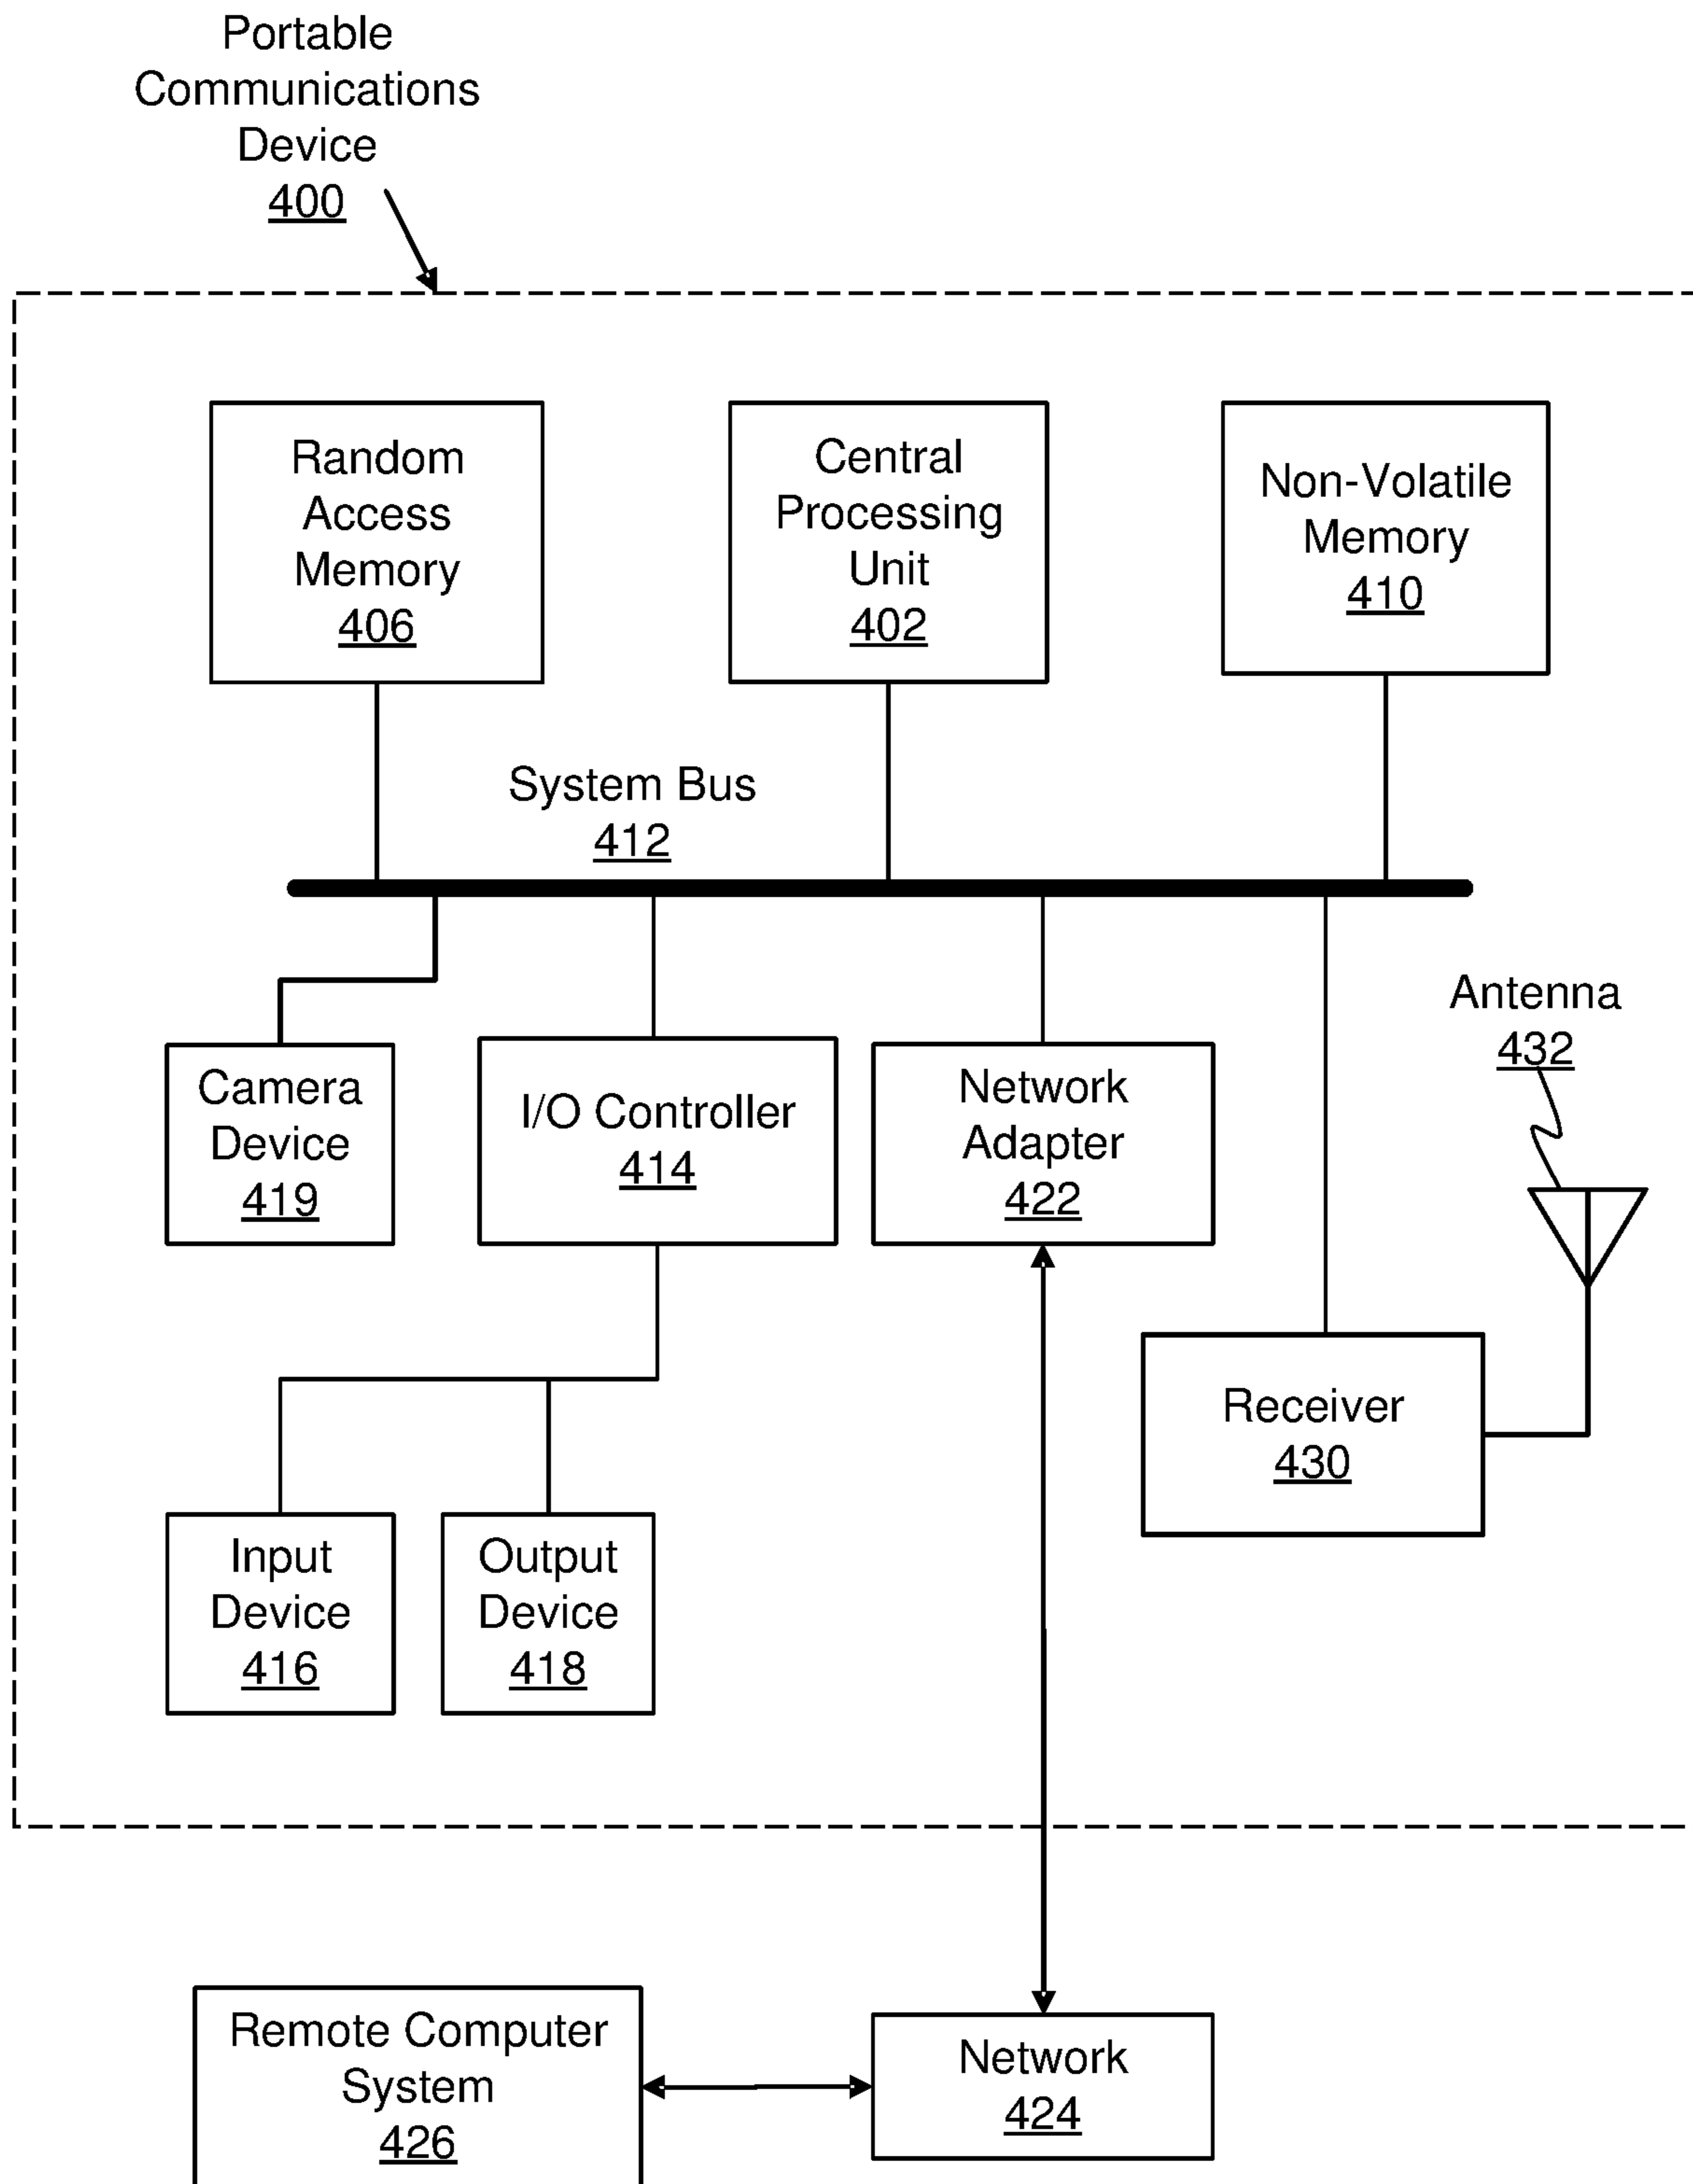 Portable
Communications
Device
400
Random
Access
Memory
406
Central
Processing
Unit
402
Non-Volatile
Memory
410
System Bus
412
Antenna
432
Camera
Device
419
I/O Controller
414
Network
Adapter
422
Receiver
430
Input
Device
416
Output
Device
418
Remote Computer
System
426
Network
424